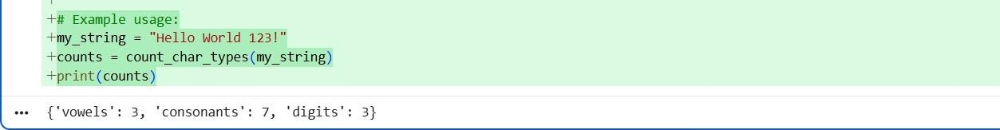 +
+# Example usage:
+my_string = "Hello World 123!"
+counts = count_char_types(my_string)
+print(counts)
••• {'vowels': 3, 'consonants': 7, 'digits': 3}